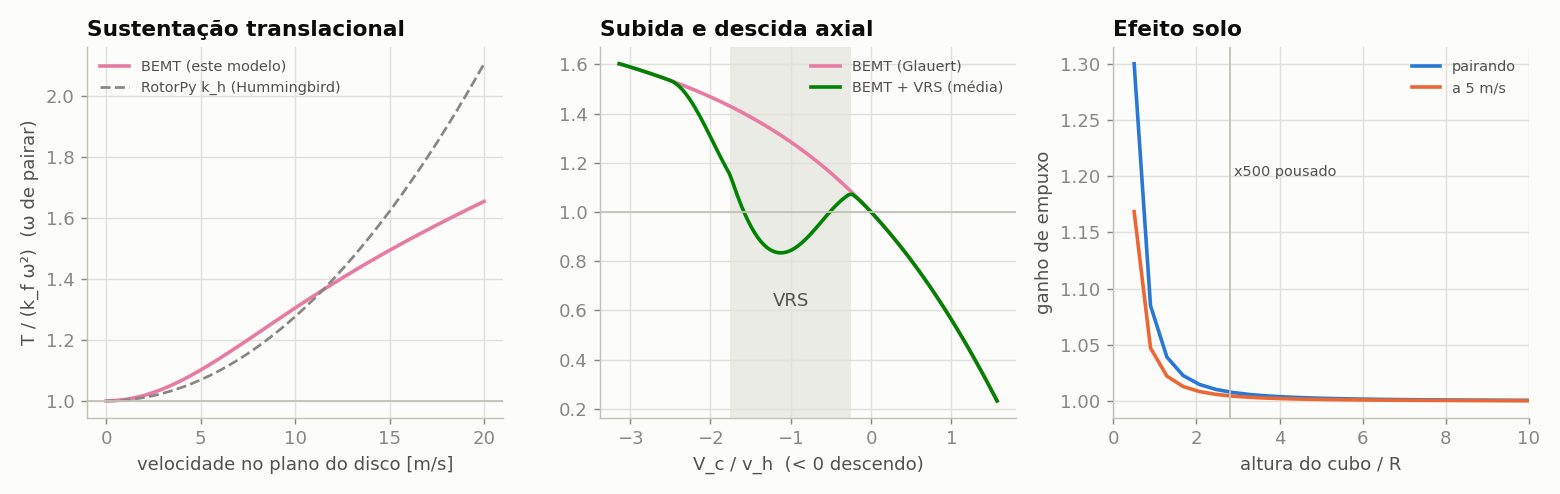 Sustentação translacional
BEMT (este modelo)
RotorPy k_h (Hummingbird)
T / (k_f ω²)  (ω de pairar)
2.0
1.8
1.6
1.4
1.2
1.0
0
5
10
15
20
velocidade no plano do disco [m/s]
Subida e descida axial
BEMT (Glauert)
BEMT + VRS (média)
VRS
1.6
1.4
1.2
1.0
0.8
0.6
0.4
0.2
−3
−2
−1
0
1
V_c / v_h  (< 0 descendo)
Efeito solo
pairando
a 5 m/s
x500 pousado
ganho de empuxo
1.30
1.25
1.20
1.15
1.10
1.05
1.00
0
2
4
6
8
10
altura do cubo / R